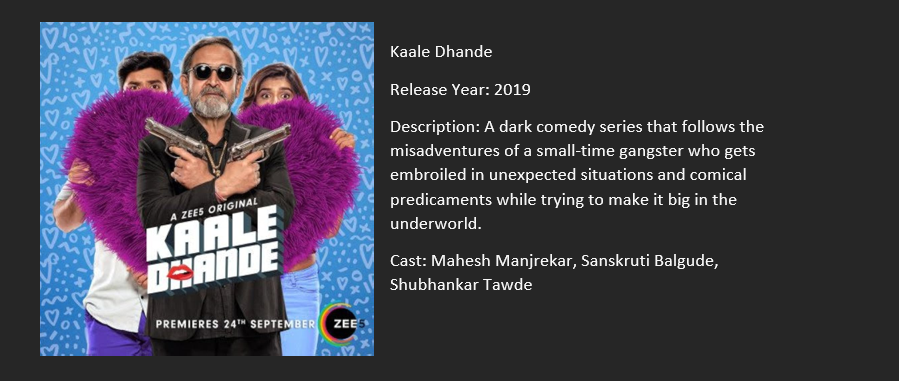 A ZEE5 ORIGINAL
KAALE
DHANDE
PREMIERES 24TH SEPTEMBER
ZEE5
Kaale Dhande
Release Year: 2019
Description: A dark comedy series that follows the
misadventures of a small-time gangster who gets
embroiled in unexpected situations and comical
predicaments while trying to make it big in the
underworld.
Cast: Mahesh Manjrekar, Sanskruti Balgude,
Shubhankar Tawde